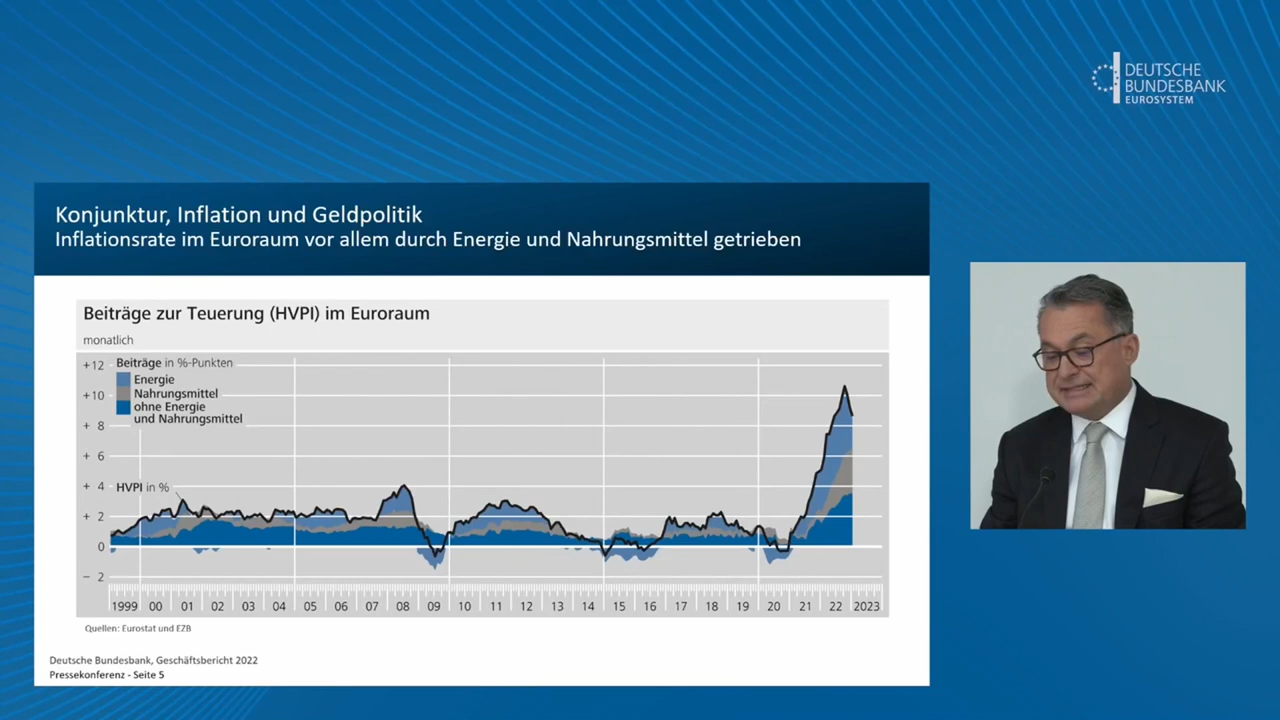 DEUTSCHE
BUNDESBANK
EUROSYSTEM
Konjunktur, Inflation und Geldpolitik
Inflationsrate im Euroraum vor allem durch Energie und Nahrungsmittel getrieben
Beiträge zur Teuerung (HVPI) im Euroraum
monatlich
+ 12
Beiträge in %-Punkten
Energie
+ 10
Nahrungsmittel
ohne Energie
und Nahrungsmittel
+ 8
+ 6
+ 4
HVPI in %
+ 2
0
− 2
1999 00 01 02 03 04 05 06 07 08 09 10 11 12 13 14 15 16 17 18 19 20 21 22 2023
Quellen: Eurostat und EZB
Deutsche Bundesbank, Geschäftsbericht 2022
Pressekonferenz - Seite 5